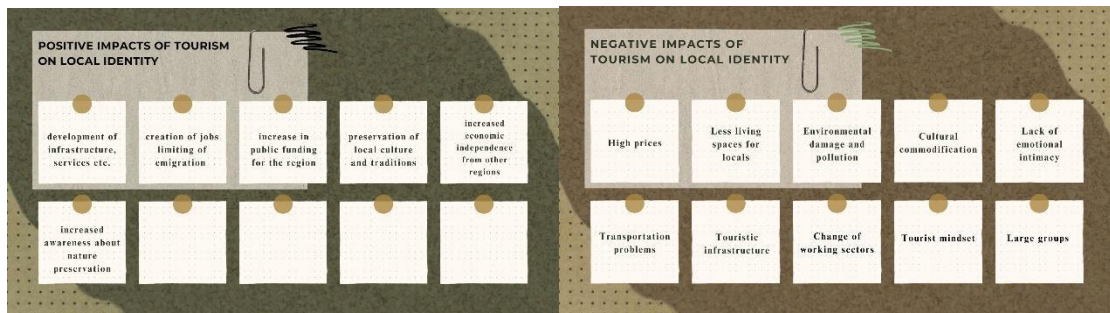 POSITIVE IMPACTS OF TOURISM
ON LOCAL IDENTITY
development of
infrastructure,
services etc.
creation of jobs
limiting of
emigration
increase in
public funding
for the region
preservation of
local culture
and traditions
increased
economic
independence
from other
regions
increased
awareness about
nature
preservation
NEGATIVE IMPACTS OF
TOURISM ON LOCAL IDENTITY
High prices
Less living
spaces for
locals
Environmental
damage and
pollution
Cultural
commodification
Lack of
emotional
intimacy
Transportation
problems
Touristic
infrastructure
Change of
working sectors
Tourist mindset
Large groups